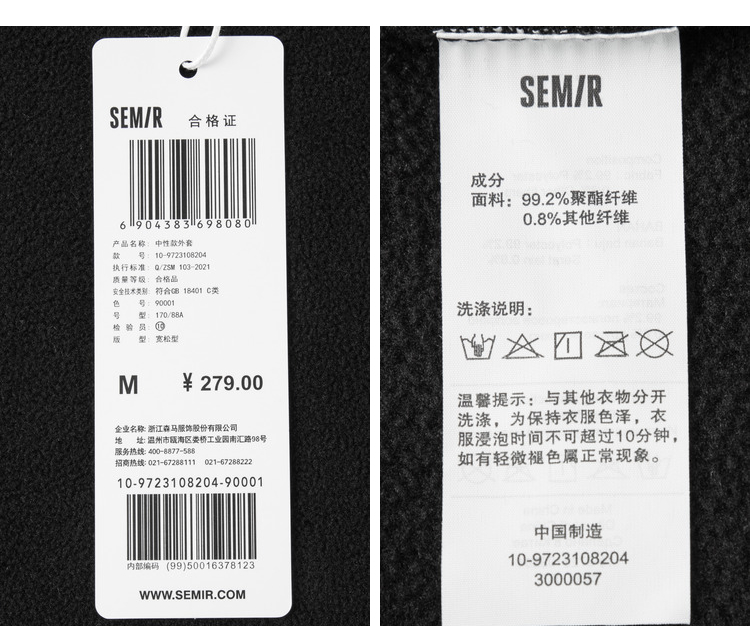 SEMIR 合格证
6 904383 698080
产品名称: 中性款外套
款 号: 10-9723108204
执行标准: Q/ZSM 103-2021
质量等级: 合格品
安全技术类别: 符合GB 18401 C类
色 号: 90001
号 型: 170/88A
检 验 员: ⑩
版 型: 宽松型
M ¥ 279.00
企业名称: 浙江森马服饰股份有限公司
地 址: 温州市瓯海区娄桥工业园南汇路98号
服务热线: 400-8877-588
招商热线: 021-67288111 021-67288222
10-9723108204-90001
内部编码 (99)50016378123
WWW.SEMIR.COM
SEMIR
成分
面料: 99.2%聚酯纤维
0.8%其他纤维
洗涤说明:
温馨提示: 与其他衣物分开
洗涤, 为保持衣服色泽, 衣
服浸泡时间不可超过10分钟,
如有轻微褪色属正常现象。
中国制造
10-9723108204
3000057